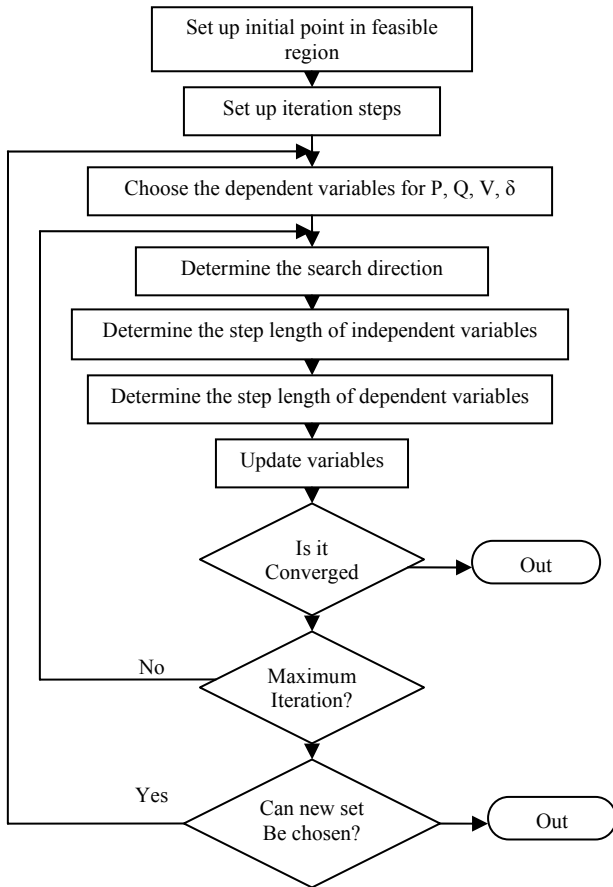 Set up initial point in feasible
region
Set up iteration steps
Choose the dependent variables for P, Q, V, δ
Determine the search direction
Determine the step length of independent variables
Determine the step length of dependent variables
Update variables
Is it
Converged
Out
No
Maximum
Iteration?
Yes
Can new set
Be chosen?
Out